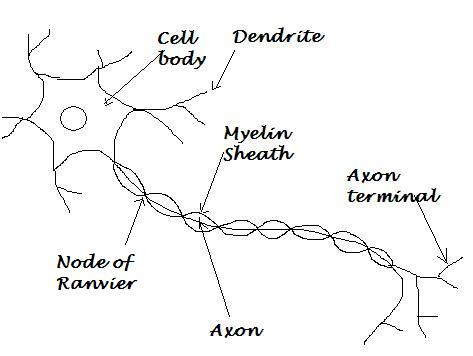 Cell
body
Dendrite
Myelin
Sheath
Axon
terminal
Node of
Ranvier
Axon